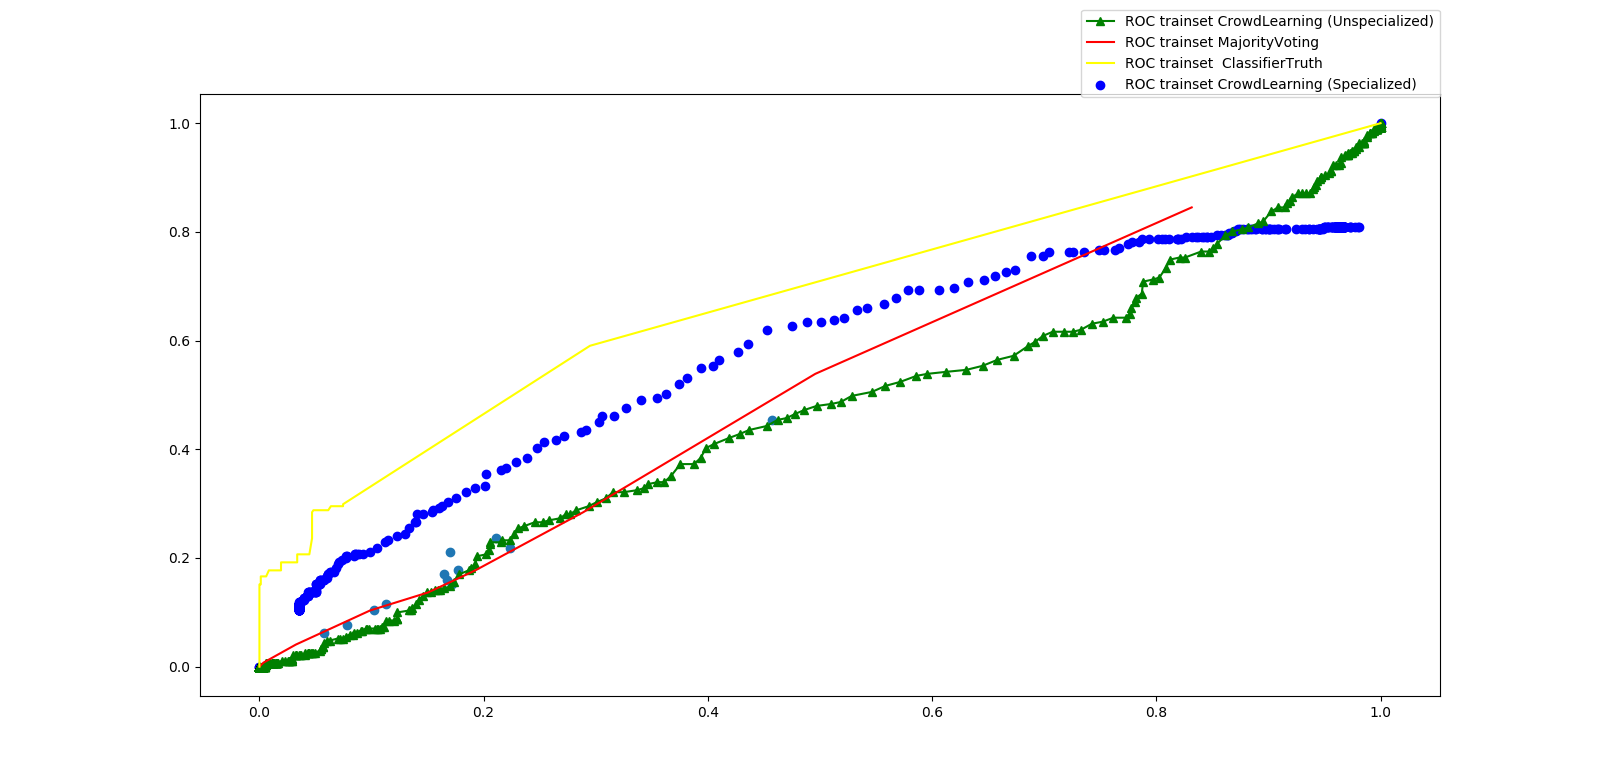 ROC trainset CrowdLearning (Unspecialized)
ROC trainset MajorityVoting
ROC trainset  ClassifierTruth
ROC trainset CrowdLearning (Specialized)
1.0
0.8
0.6
0.4
0.2
0.0
0.0 0.2 0.4 0.6 0.8 1.0